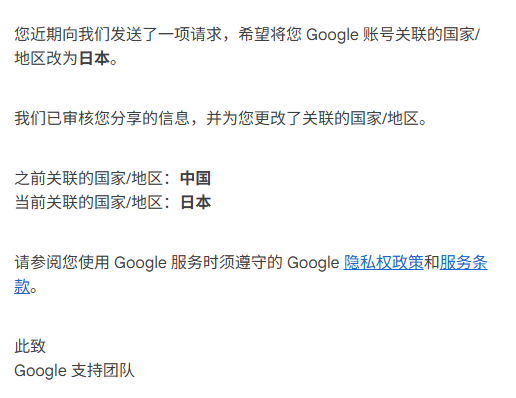 您近期向我们发送了一项请求，希望将您 Google 账号关联的国家/
地区改为日本。
我们已审核您分享的信息，并为您更改了关联的国家/地区。
之前关联的国家/地区：中国
当前关联的国家/地区：日本
请参阅您使用 Google 服务时须遵守的 Google 隐私权政策和服务条
款。
此致
Google 支持团队